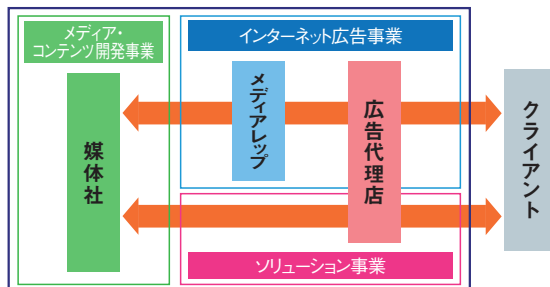 メディア・
コンテンツ開発事業
インターネット広告事業
媒体社
メディアレップ
広告代理店
クライアント
ソリューション事業